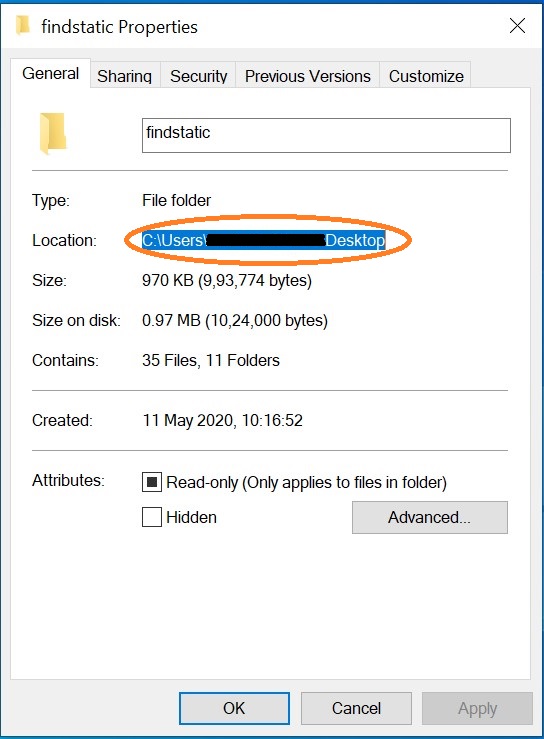 findstatic Properties
General Sharing Security Previous Versions Customize
findstatic
Type: File folder
Location: C:\Users\ Desktop
Size: 970 KB (9,93,774 bytes)
Size on disk: 0.97 MB (10,24,000 bytes)
Contains: 35 Files, 11 Folders
Created: 11 May 2020, 10:16:52
Attributes: Read-only (Only applies to files in folder)
Hidden Advanced...
OK Cancel Apply